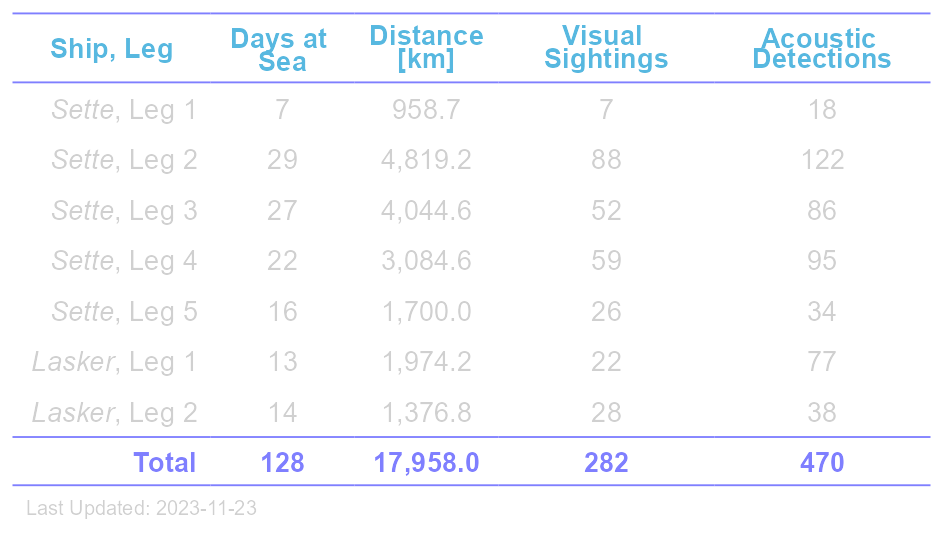 Ship, Leg Days at Sea Distance [km] Visual Sightings Acoustic Detections
Sette, Leg 1 7 958.7 7 18
Sette, Leg 2 29 4,819.2 88 122
Sette, Leg 3 27 4,044.6 52 86
Sette, Leg 4 22 3,084.6 59 95
Sette, Leg 5 16 1,700.0 26 34
Lasker, Leg 1 13 1,974.2 22 77
Lasker, Leg 2 14 1,376.8 28 38
Total 128 17,958.0 282 470
Last Updated: 2023-11-23